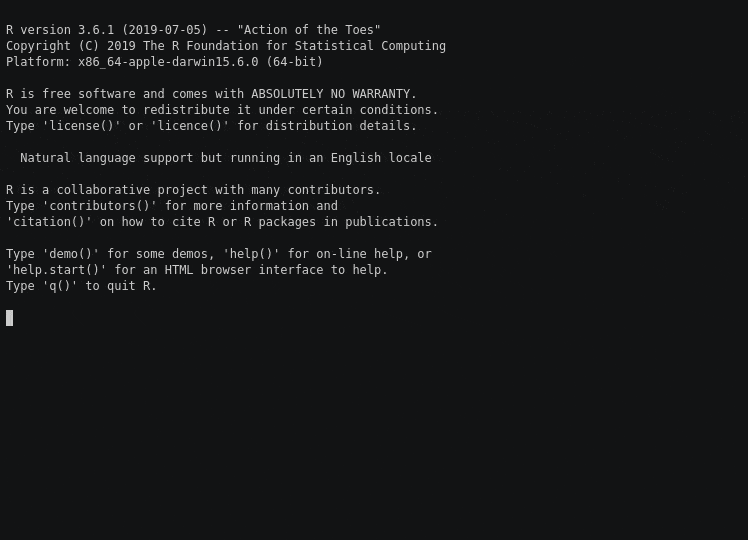 R version 3.6.1 (2019-07-05) -- "Action of the Toes"
Copyright (C) 2019 The R Foundation for Statistical Computing
Platform: x86_64-apple-darwin15.6.0 (64-bit)

R is free software and comes with ABSOLUTELY NO WARRANTY.
You are welcome to redistribute it under certain conditions.
Type 'license()' or 'licence()' for distribution details.

  Natural language support but running in an English locale

R is a collaborative project with many contributors.
Type 'contributors()' for more information and
'citation()' on how to cite R or R packages in publications.

Type 'demo()' for some demos, 'help()' for on-line help, or
'help.start()' for an HTML browser interface to help.
Type 'q()' to quit R.